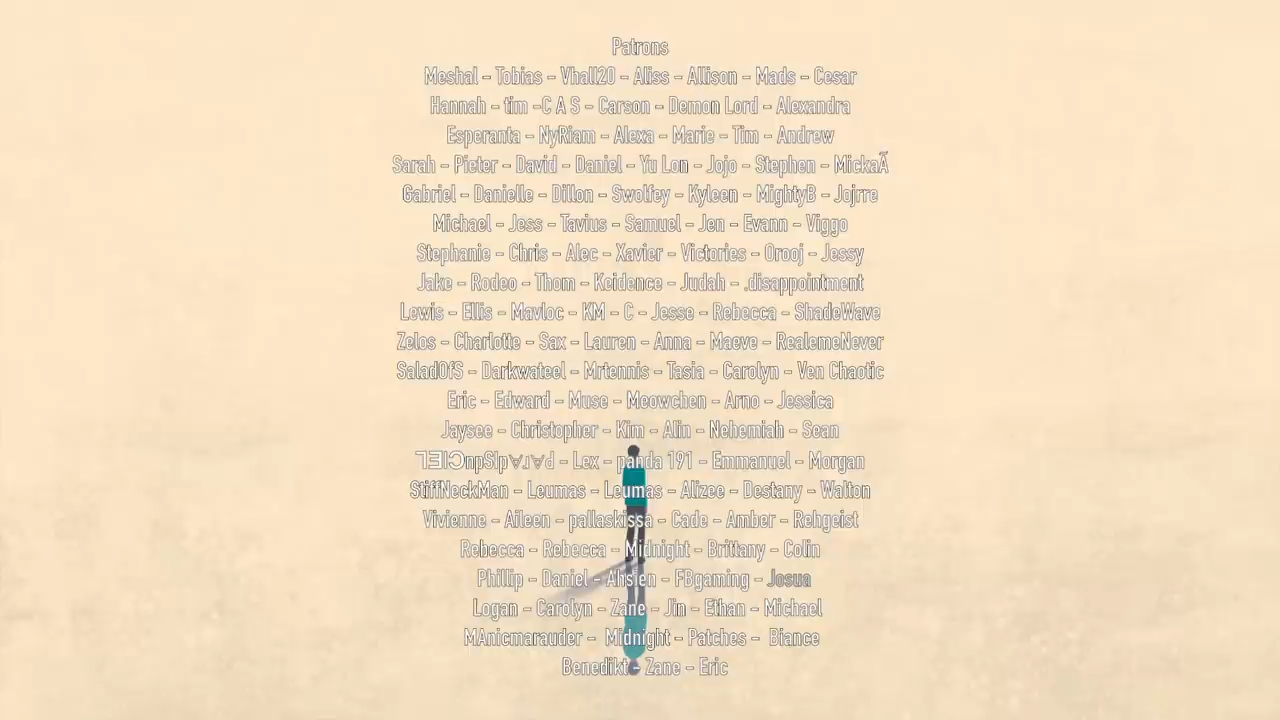 Patrons
Meshal - Tobias - Vhall20 - Aliss - Allison - Mads - Cesar
Hannah - tim -C A S - Carson - Demon Lord - Alexandra
Esperanta - NyRiam - Alexa - Marie - Tim - Andrew
Sarah - Pieter - David - Daniel - Yu Lon - Jojo - Stephen - MickaÃ
Gabriel - Danielle - Dillon - Swolfey - Kyleen - MightyB - Jojrre
Michael - Jess - Tavius - Samuel - Jen - Evann - Viggo
Stephanie - Chris - Alec - Xavier - Victories - Orooj - Jessy
Jake - Rodeo - Thom - Keidence - Judah - .disappointment
Lewis - Ellis - Mavloc - KM - C - Jesse - Rebecca - ShadeWave
Zelos - Charlotte - Sax - Lauren - Anna - Maeve - RealemeNever
SaladOfS - Darkwateel - Mrtennis - Tasia - Carolyn - Ven Chaotic
Eric - Edward - Muse - Meowchen - Arno - Jessica
Jaysee - Christopher - Kim - Alin - Nehemiah - Sean
- Lex - panda 191 - Emmanuel - Morgan
StiffNeckMan - Leumas - Leumas - Alizee - Destany - Walton
Vivienne - Aileen - pallaskissa - Cade - Amber - Rehgeist
Rebecca - Rebecca - Midnight - Brittany - Colin
Phillip - Daniel - Ahsien - FBgaming - Josua
Logan - Carolyn - Zane - Jin - Ethan - Michael
MAnicmarauder - Midnight - Patches - Biance
Benedikt - Zane - Eric